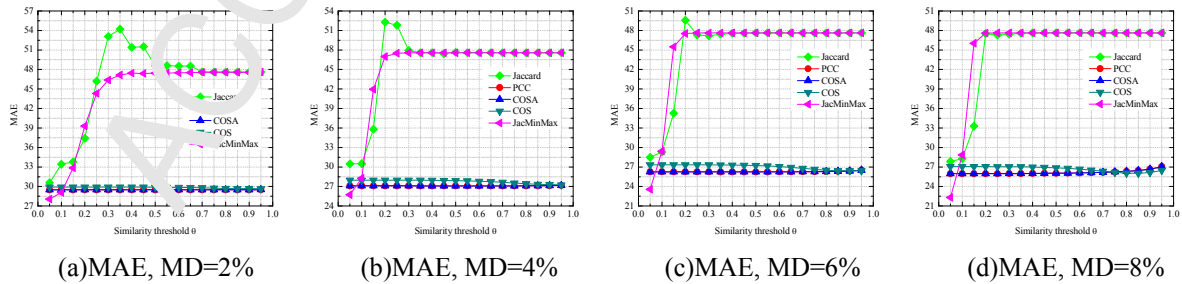 57
54
51
48
45
42
39
36
33
30
27
MAE
Jaccard
COSA
COS
JacMinMax
0.0 0.1 0.2 0.3 0.4 0.5 0.6 0.7 0.8 0.9 1.0
Similarity threshold θ
(a)MAE, MD=2%
54
51
48
45
42
39
36
33
30
27
24
MAE
Jaccard
PCC
COSA
COS
JacMinMax
0.0 0.1 0.2 0.3 0.4 0.5 0.6 0.7 0.8 0.9 1.0
Similarity threshold θ
(b)MAE, MD=4%
51
48
45
42
39
36
33
30
27
24
21
MAE
Jaccard
PCC
COSA
COS
JacMinMax
0.0 0.1 0.2 0.3 0.4 0.5 0.6 0.7 0.8 0.9 1.0
Similarity threshold θ
(c)MAE, MD=6%
51
48
45
42
39
36
33
30
27
24
21
MAE
Jaccard
PCC
COSA
COS
JacMinMax
0.0 0.1 0.2 0.3 0.4 0.5 0.6 0.7 0.8 0.9 1.0
Similarity threshold θ
(d)MAE, MD=8%